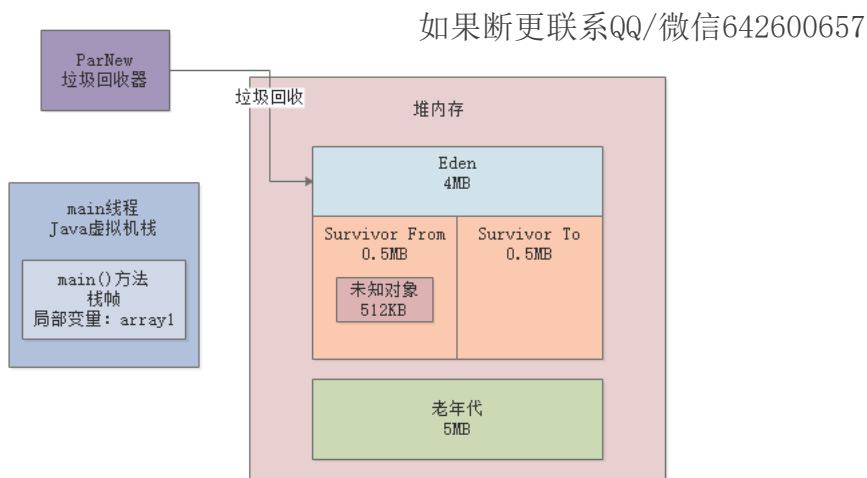 如果断更联系QQ/微信642600657
ParNew
垃圾回收器
垃圾回收
堆内存
Eden
4MB
main线程
Java虚拟机栈
main()方法
栈帧
局部变量：array1
Survivor From
0.5MB
Survivor To
0.5MB
未知对象
512KB
老年代
5MB